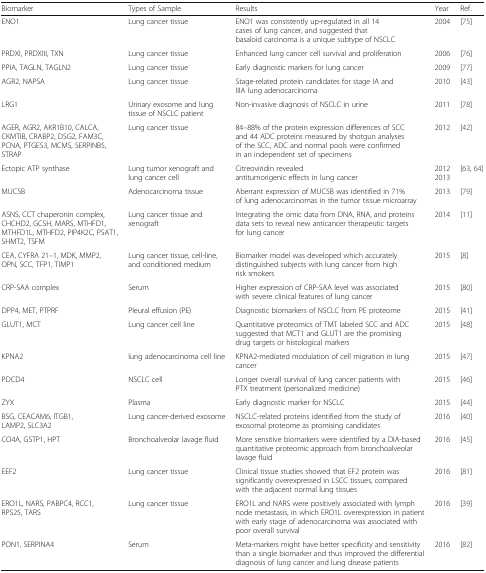 Biomarker Types of Sample Results Year Ref.
ENO1 Lung cancer tissue ENO1 was consistently up-regulated in all 14 2004 [75]
cases of lung cancer, and suggested that
basaloid carcinoma is a unique subtype of NSCLC
PRDXI, PRDXIII, TXN Lung cancer tissue Enhanced lung cancer cell survival and proliferation 2006 [76]
PPIA, TAGLN, TAGLN2 Lung cancer tissue Early diagnostic markers for lung cancer 2009 [77]
AGR2, NAPSA Lung cancer tissue Stage-related protein candidates for stage IA and 2010 [43]
IIIA lung adenocarcinoma
LRG1 Urinary exosome and lung Non-invasive diagnosis of NSCLC in urine 2011 [78]
tissue of NSCLC patient
AGER, AGR2, AKR1B10, CALCA, Lung cancer tissue 84–88% of the protein expression differences of SCC 2012 [42]
CKMT1B, CRABP2, DSG2, FAM3C, and 44 ADC proteins measured by shotgun analyses
PCNA, PTGES3, MCM5, SERPINB5, of the SCC, ADC and normal pools were confirmed
STRAP in an independent set of specimens
Ectopic ATP synthase Lung tumor xenograft and Citreoviridin revealed 2012 [63, 64]
lung cancer cell antitumorigenic effects in lung cancer 2013
MUC5B Adenocarcinoma tissue Aberrant expression of MUC5B was identified in 71% 2013 [79]
of lung adenocarcinomas in the tumor tissue microarray
ASNS, CCT chaperonin complex, Lung cancer tissue and Integrating the omic data from DNA, RNA, and proteins 2014 [11]
CHCHD2, GCSH, MARS, MTHFD1, xenograft data sets to reveal new anticancer therapeutic targets
MTHFD1L, MTHFD2, PIP4K2C, PSAT1, for lung cancer
SHMT2, TSFM
CEA, CYFRA 21–1, MDK, MMP2, Lung cancer tissue, cell-line, Biomarker model was developed which accurately 2015 [8]
OPN, SCC, TFP1, TIMP1 and conditioned medium distinguished subjects with lung cancer from high
risk smokers
CRP-SAA complex Serum Higher expression of CRP-SAA level was associated 2015 [80]
with severe clinical features of lung cancer
DPP4, MET, PTPRF Pleural effusion (PE) Diagnostic biomarkers of NSCLC from PE proteome 2015 [41]
GLUT1, MCT Lung cancer cell line Quantitative proteomics of TMT labeled SCC and ADC 2015 [48]
suggested that MCT1 and GLUT1 are the promising
drug targets or histological markers
KPNA2 lung adenocarcinoma cell line KPNA2-mediated modulation of cell migration in lung 2015 [47]
cancer
PDCD4 NSCLC cell Longer overall survival of lung cancer patients with 2015 [46]
PTX treatment (personalized medicine)
ZYX Plasma Early diagnostic marker for NSCLC 2015 [44]
BSG, CEACAM6, ITGB1, Lung cancer-derived exosome NSCLC-related proteins identified from the study of 2016 [40]
LAMP2, SLC3A2 exosomal proteome as promising candidates
CO4A, GSTP1, HPT Bronchoalveolar lavage fluid More sensitive biomarkers were identified by a DIA-based 2016 [45]
quantitative proteomic approach from bronchoalveolar
lavage fluid
EEF2 Lung cancer tissue Clinical tissue studies showed that EF2 protein was 2016 [81]
significantly overexpressed in LSCC tissues, compared
with the adjacent normal lung tissues
ERO1L, NARS, PABPC4, RCC1, Lung cancer tissue ERO1L and NARS were positively associated with lymph 2016 [39]
RPS25, TARS node metastasis, in which ERO1L overexpression in patient
with early stage of adenocarcinoma was associated with
poor overall survival
PON1, SERPINA4 Serum Meta-markers might have better specificity and sensitivity 2016 [82]
than a single biomarker and thus improved the differential
diagnosis of lung cancer and lung disease patients